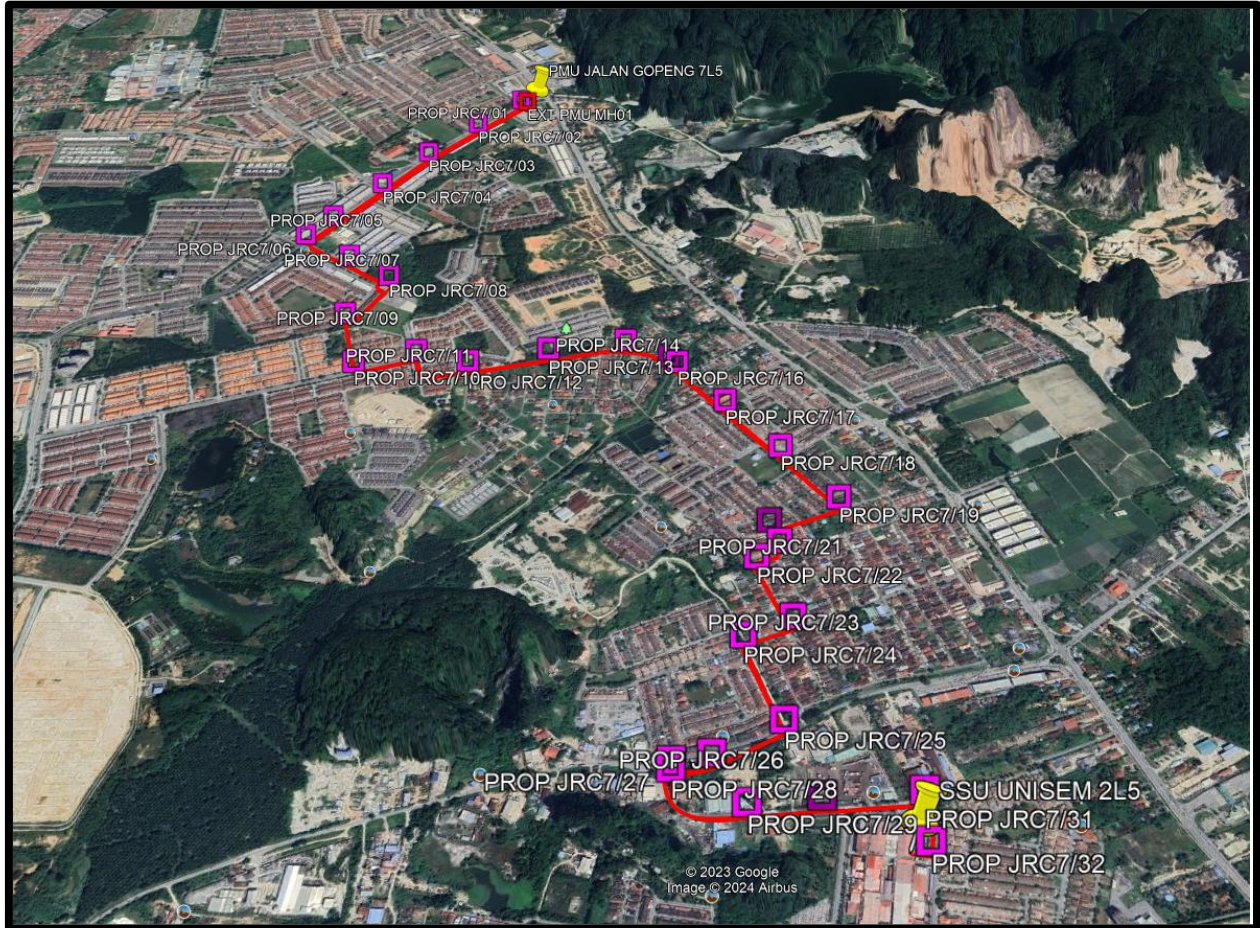 PMU JALAN GOPENG 7L5
PROP JRC7/01
EXT PMU MH01
PROP JRC7/02
PROP JRC7/03
PROP JRC7/04
PROP JRC7/05
PROP JRC7/06
PROP JRC7/07
PROP JRC7/08
PROP JRC7/09
PROP JRC7/14
PROP JRC7/11
PROP JRC7/13
PROP JRC7/10
PRO JRC7/12
PROP JRC7/16
PROP JRC7/17
PROP JRC7/18
PROP JRC7/19
PROP JRC7/21
PROP JRC7/22
PROP JRC7/23
PROP JRC7/24
PROP JRC7/25
PROP JRC7/26
PROP JRC7/27
PROP JRC7/28
SSU UNISEM 2L5
PROP JRC7/29
PROP JRC7/31
PROP JRC7/32
© 2023 Google
Image © 2024 Airbus